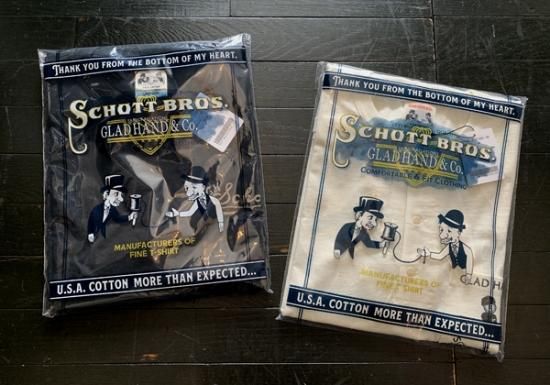 THANK YOU FROM THE BOTTOM OF MY HEART.
SCHOTT BROS.
GLAD HAND & Co.
MANUFACTURERS OF
FINE T-SHIRT
U.S.A. COTTON MORE THAN EXPECTED...
THANK YOU FROM THE BOTTOM OF MY HEART.
SCHOTT BROS.
GLAD HAND & Co.
COMFORTABLE & FIT CLOTHING
MANUFACTURERS OF
FINE T-SHIRT
GLAD H
U.S.A. COTTON MORE THAN EXPECTED...